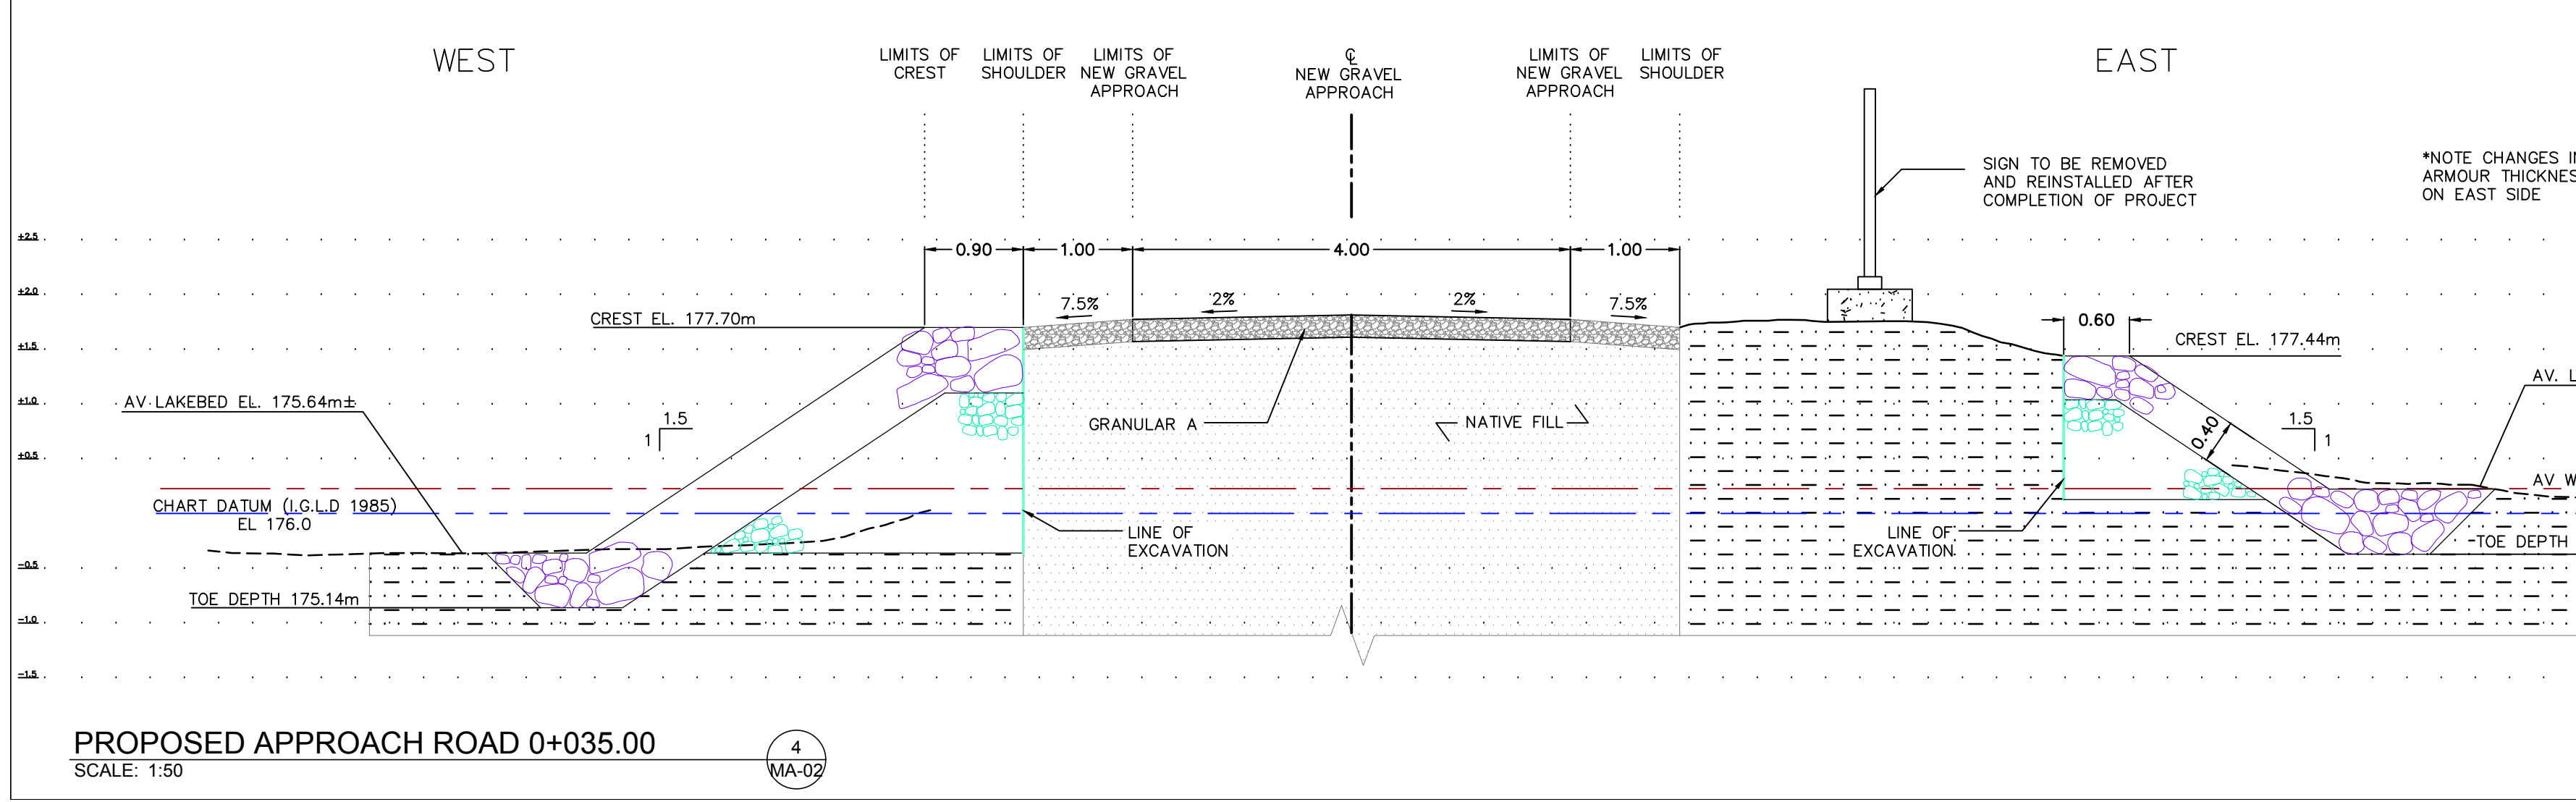 WEST
EAST
LIMITS OF
CREST
LIMITS OF
SHOULDER
LIMITS OF
NEW GRAVEL
APPROACH
℄
NEW GRAVEL
APPROACH
LIMITS OF
NEW GRAVEL
APPROACH
LIMITS OF
SHOULDER
SIGN TO BE REMOVED
AND REINSTALLED AFTER
COMPLETION OF PROJECT
*NOTE CHANGES I
ARMOUR THICKNES
ON EAST SIDE
+2.5
0.90
1.00
4.00
1.00
+2.0
7.5%
2%
2%
7.5%
CREST EL. 177.70m
0.60
CREST EL. 177.44m
+1.5
AV. L
AV. LAKEBED EL. 175.64m±
+1.0
1.5
1
GRANULAR A
NATIVE FILL
0.40
1.5
1
+0.5
AV W
CHART DATUM (I.G.L.D 1985)
EL 176.0
LINE OF
EXCAVATION
LINE OF
EXCAVATION
-TOE DEPTH
-0.5
TOE DEPTH 175.14m
-1.0
-1.5
PROPOSED APPROACH ROAD 0+035.00
SCALE: 1:50
4
MA-02